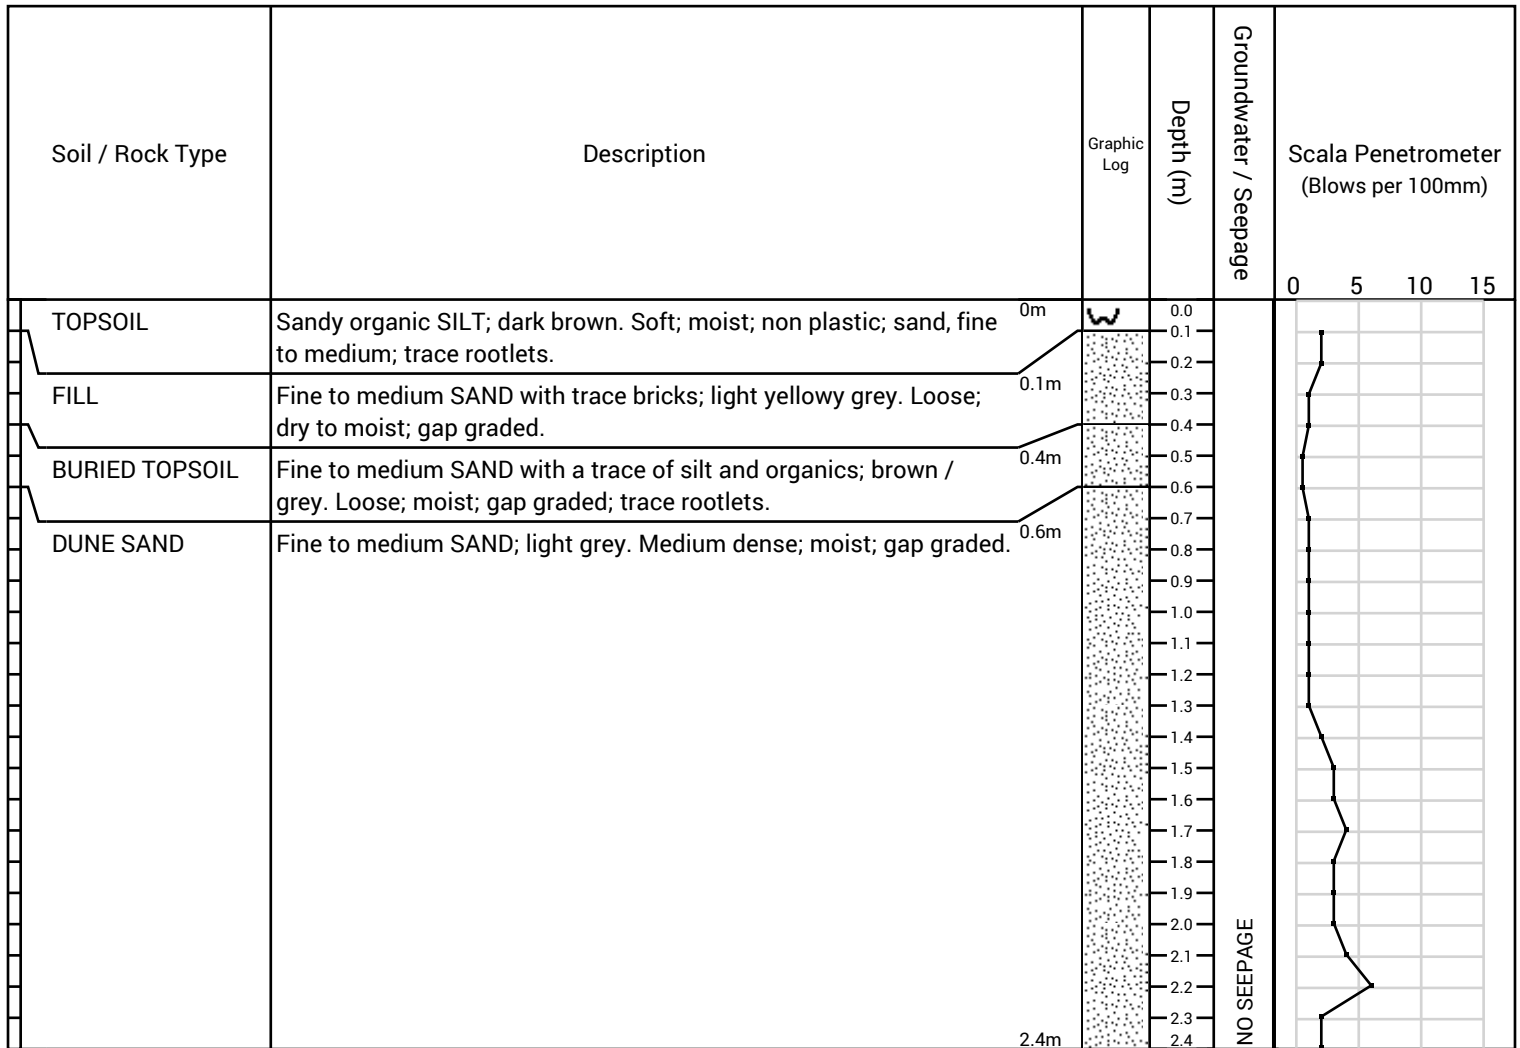 Soil / Rock Type
Description
Graphic
Log
Depth (m)
Groundwater / Seepage
Scala Penetrometer
(Blows per 100mm)
0 5 10 15
TOPSOIL
Sandy organic SILT; dark brown. Soft; moist; non plastic; sand, fine
to medium; trace rootlets.
0m
FILL
Fine to medium SAND with trace bricks; light yellowy grey. Loose;
dry to moist; gap graded.
0.1m
BURIED TOPSOIL
Fine to medium SAND with a trace of silt and organics; brown /
grey. Loose; moist; gap graded; trace rootlets.
0.4m
DUNE SAND
Fine to medium SAND; light grey. Medium dense; moist; gap graded.
0.6m
2.4m
0.0
0.1
0.2
0.3
0.4
0.5
0.6
0.7
0.8
0.9
1.0
1.1
1.2
1.3
1.4
1.5
1.6
1.7
1.8
1.9
2.0
2.1
2.2
2.3
2.4
NO SEEPAGE